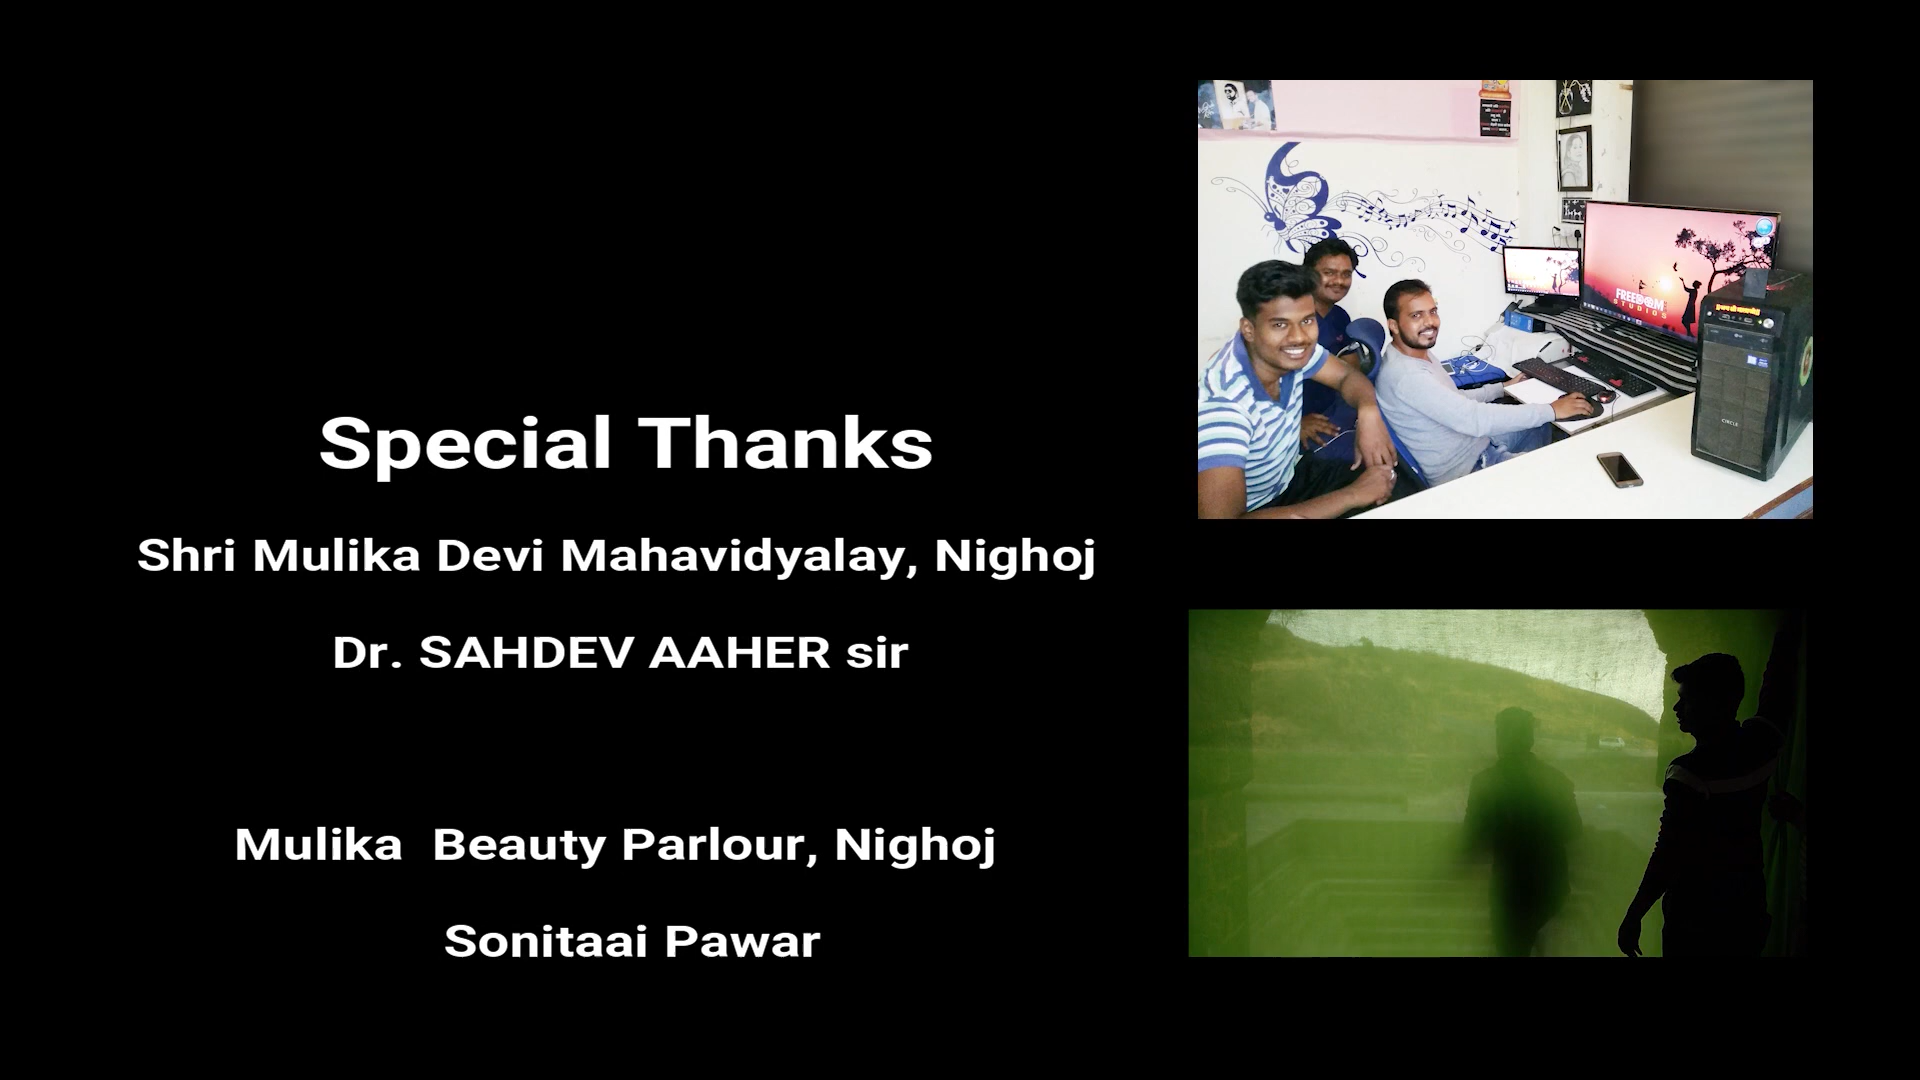 Special Thanks
Shri Mulika Devi Mahavidyalay, Nighoj
Dr. SAHDEV AAHER sir
Mulika Beauty Parlour, Nighoj
Sonitaai Pawar
FREEDOM
STUDIOS
CIRCLE